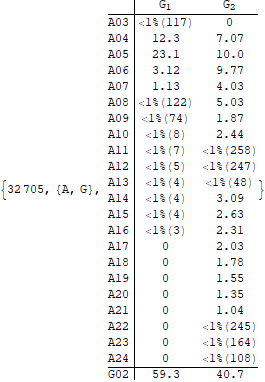 G1 G2
A03 <1%(117) 0
A04 12.3 7.07
A05 23.1 10.0
A06 3.12 9.77
A07 1.13 4.03
A08 <1%(122) 5.03
A09 <1%(74) 1.87
A10 <1%(8) 2.44
A11 <1%(7) <1%(258)
A12 <1%(5) <1%(247)
{32705, {A, G}, A13 <1%(4) <1%(48) }
A14 <1%(4) 3.09
A15 <1%(4) 2.63
A16 <1%(3) 2.31
A17 0 2.03
A18 0 1.78
A19 0 1.55
A20 0 1.35
A21 0 1.04
A22 0 <1%(245)
A23 0 <1%(164)
A24 0 <1%(108)
G02 59.3 40.7